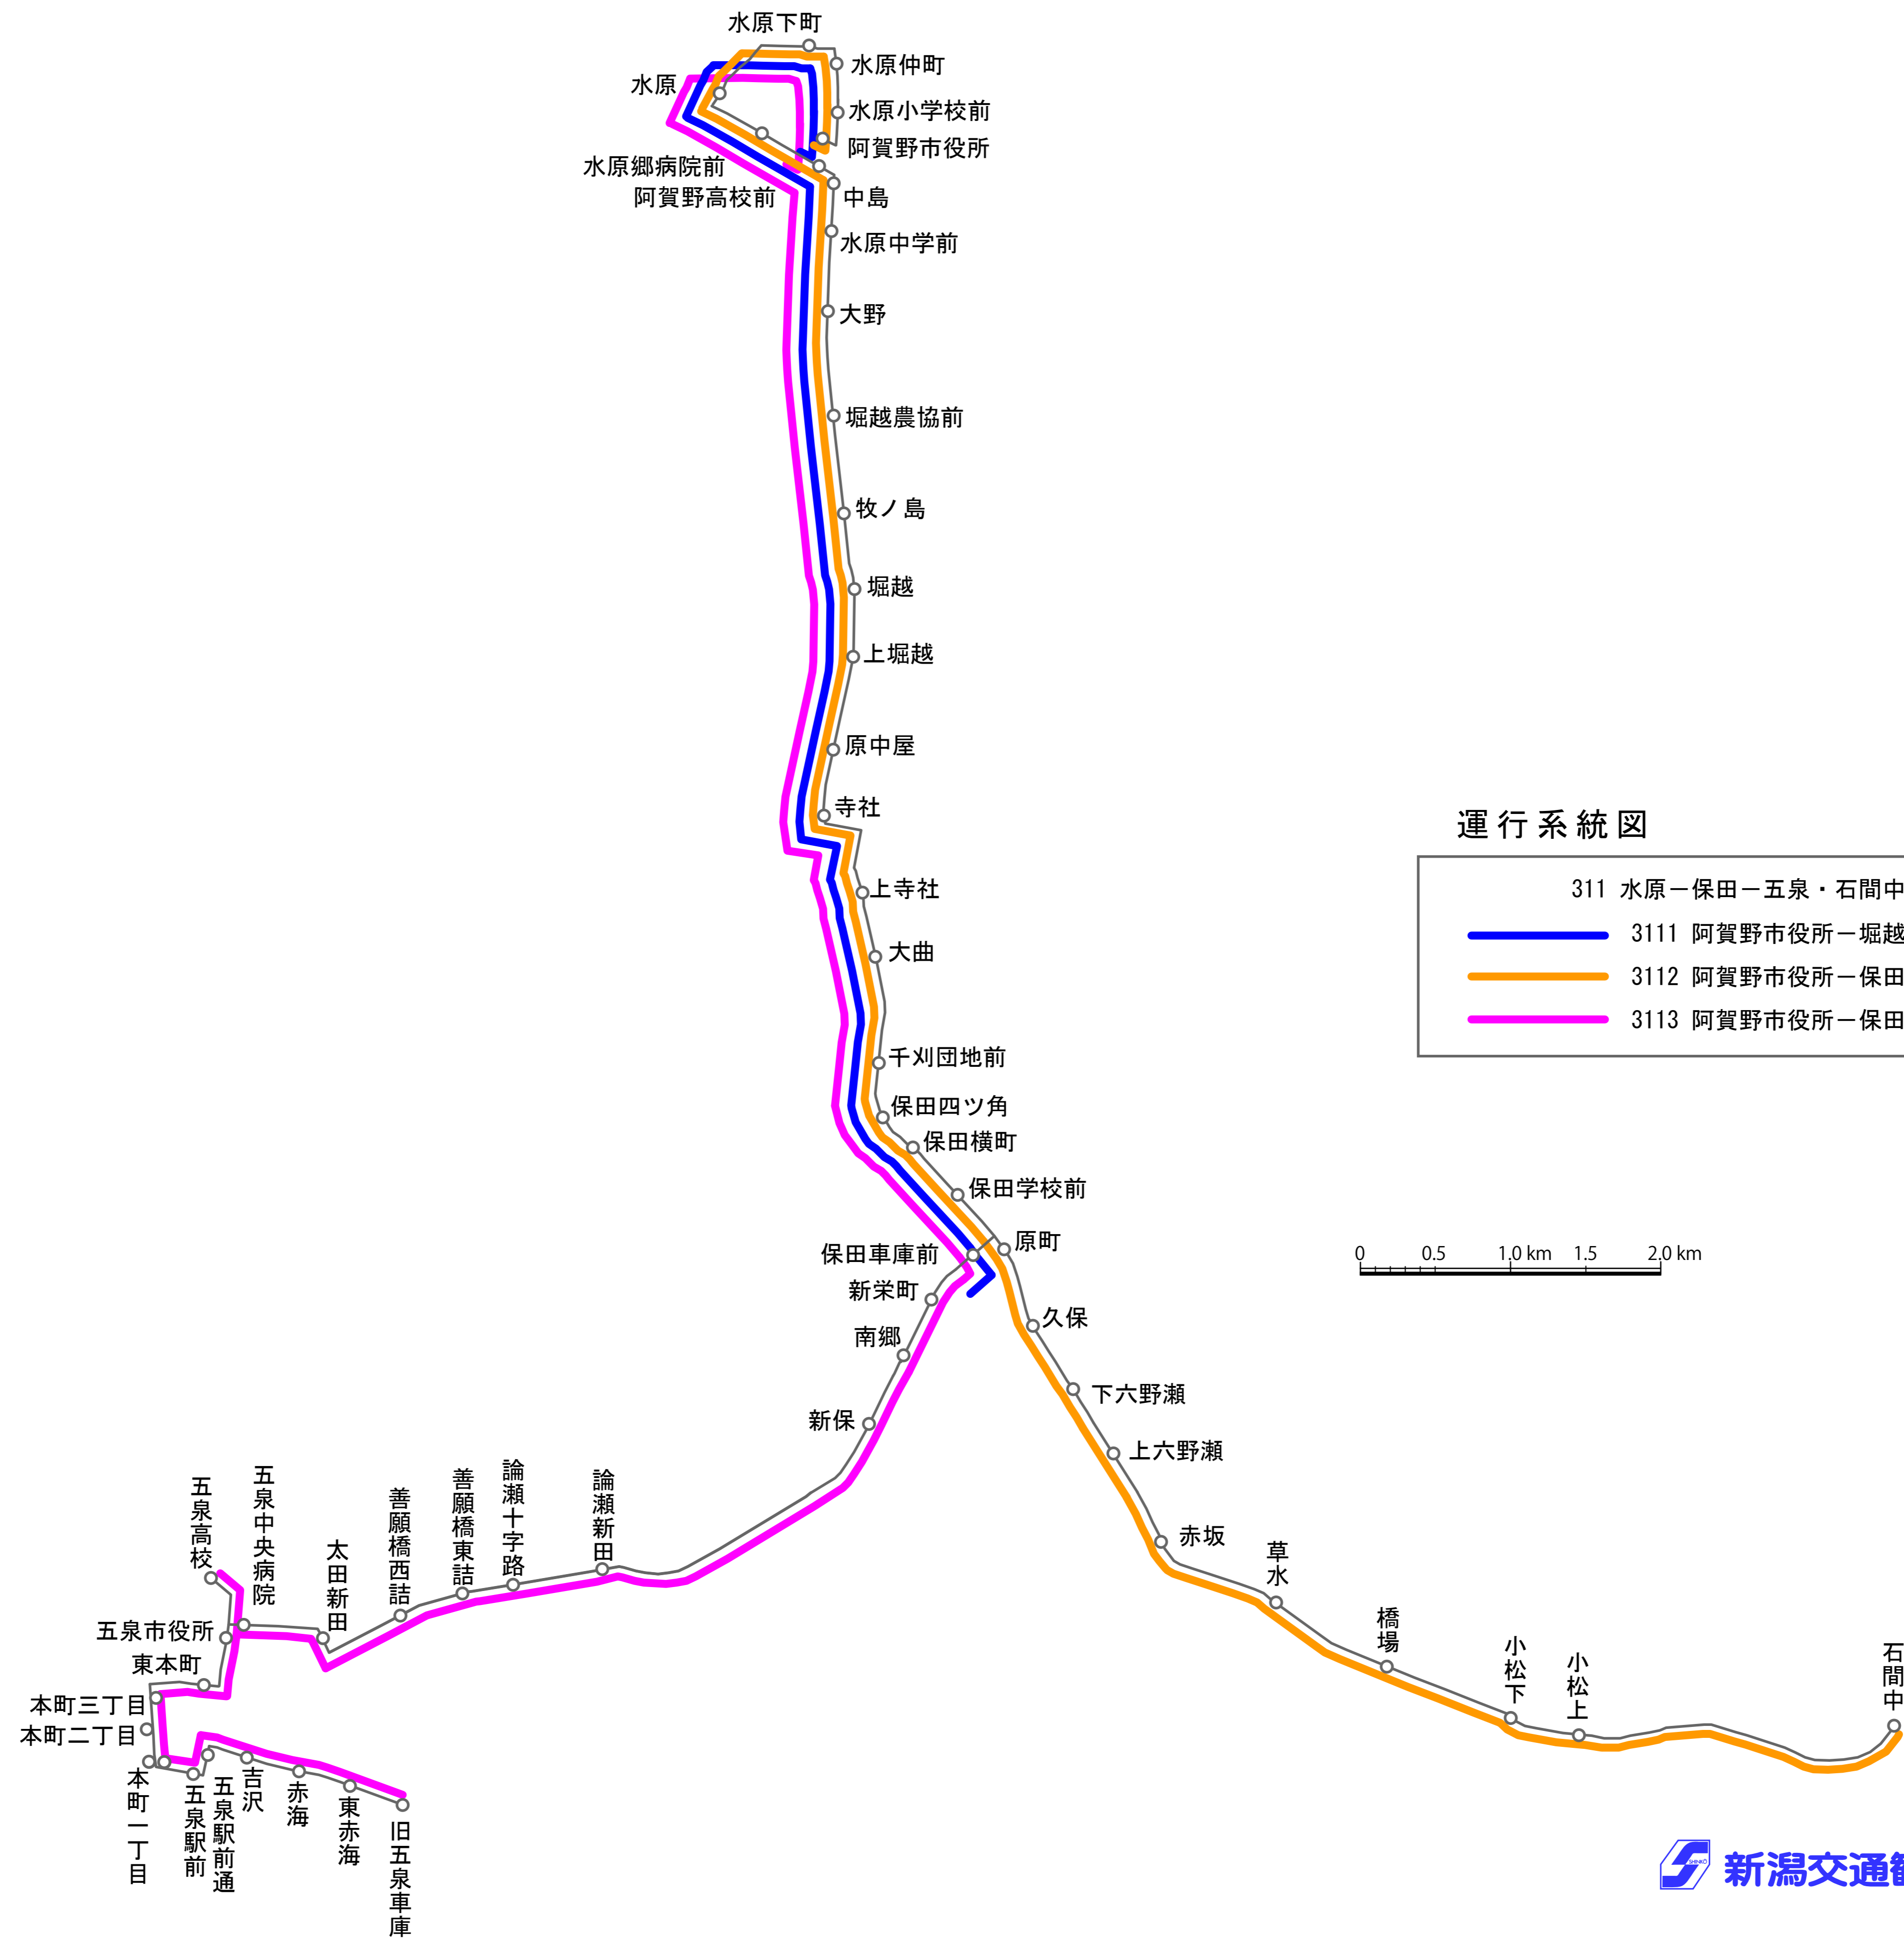 水原下町
水原仲町
水原
水原小学校前
阿賀野市役所
水原郷病院前
阿賀野高校前
中島
水原中学前
大野
堀越農協前
牧ノ島
堀越
上堀越
原中屋
寺社
上寺社
大曲
千刈団地前
保田四ツ角
保田横町
保田学校前
原町
保田車庫前
新栄町
南郷
新保
久保
下六野瀬
上六野瀬
赤坂
草水
橋場
小松下
小松上
石間中
論瀬新田
論瀬十字路
善願橋東詰
善願橋西詰
太田新田
五泉中央病院
五泉高校
五泉市役所
東本町
本町三丁目
本町二丁目
本町一丁目
五泉駅前
五泉駅前通
吉沢
赤海
東赤海
旧五泉車庫
運行系統図
311 水原－保田－五泉・石間中
3111 阿賀野市役所－堀越
3112 阿賀野市役所－保田
3113 阿賀野市役所－保田
0 0.5 1.0 km 1.5 2.0 km
SHINKO
新潟交通